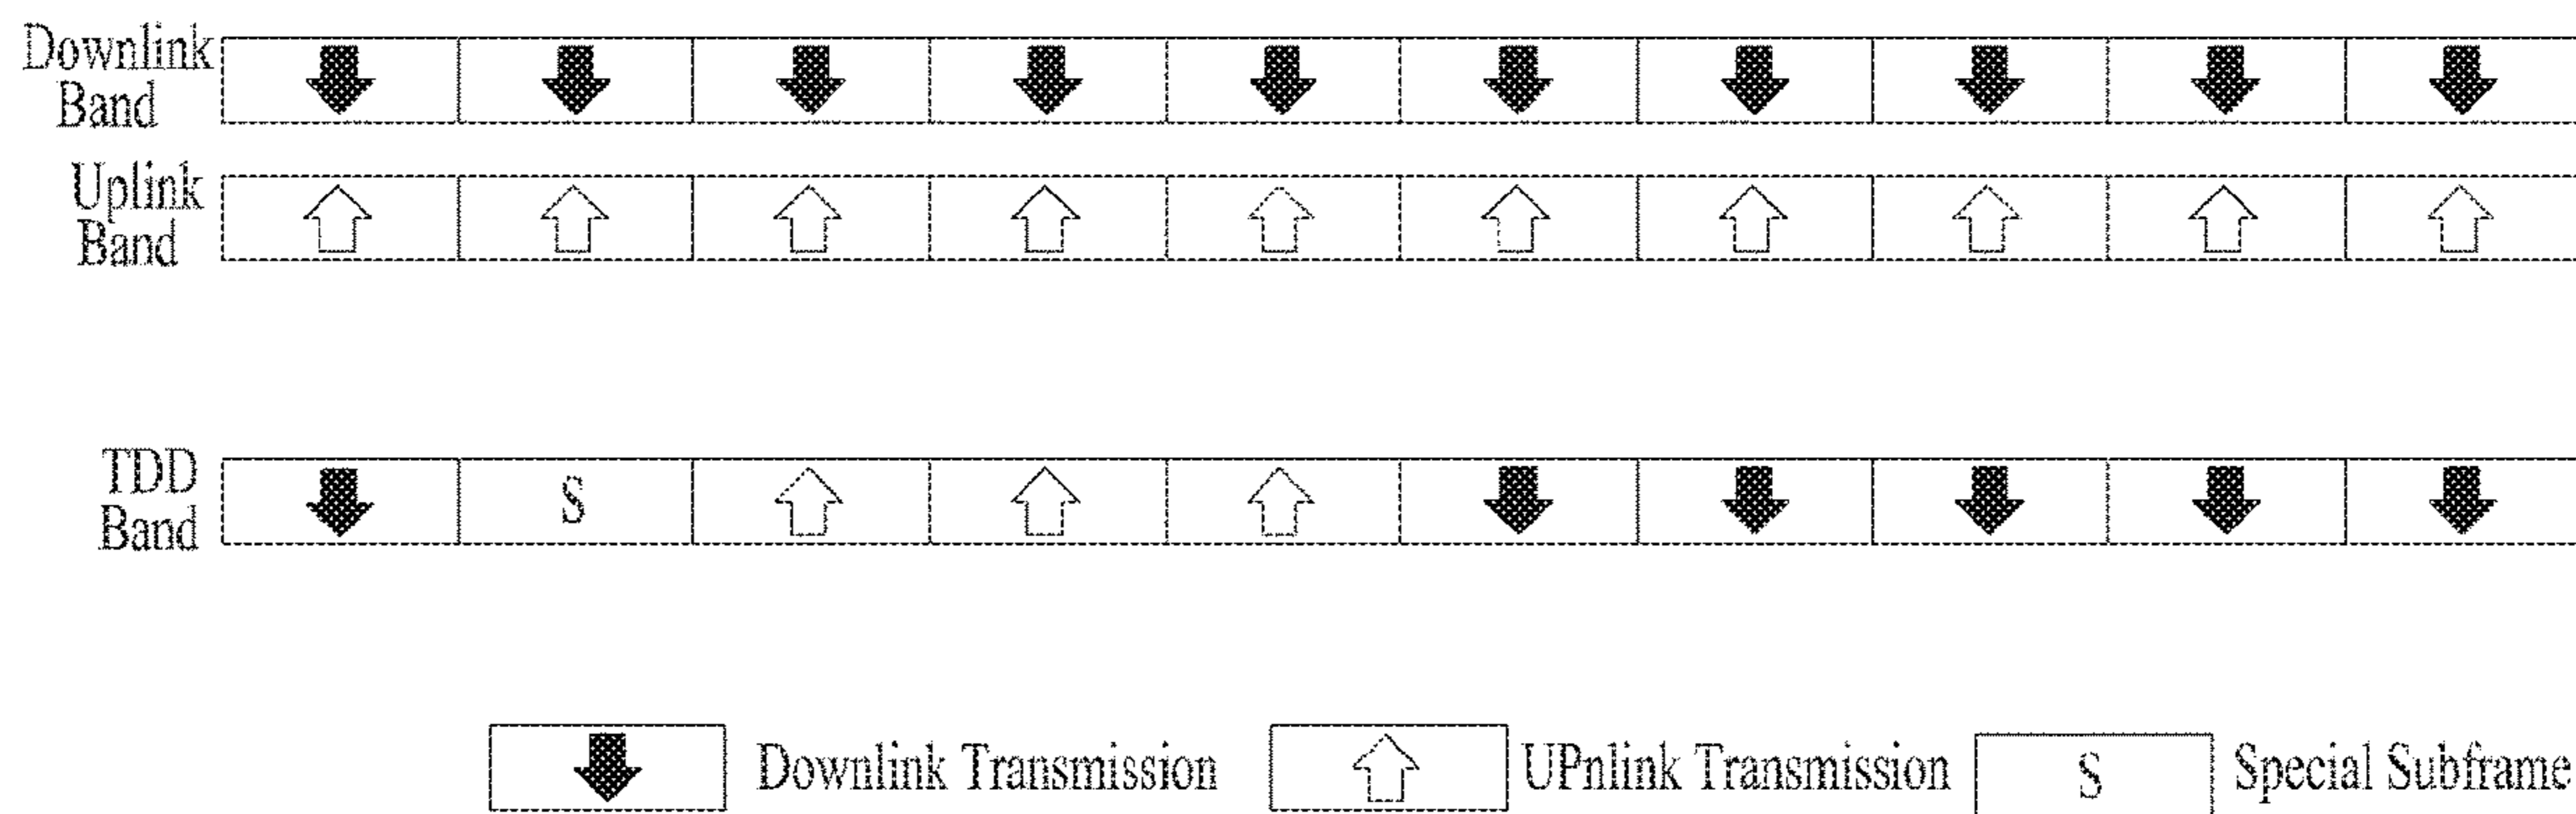 Downlink
Band
Uplink
Band
TDD
Band
S
Downlink Transmission
UPnlink Transmission
S
Special Subframe